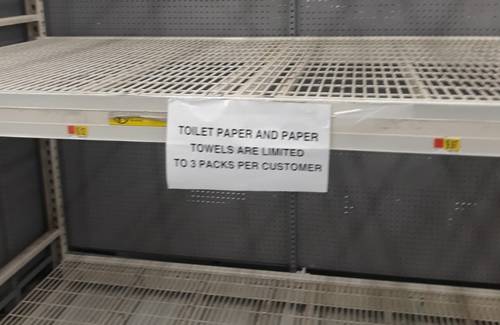 TOILET PAPER AND PAPER
TOWELS ARE LIMITED
TO 3 PACKS PER CUSTOMER